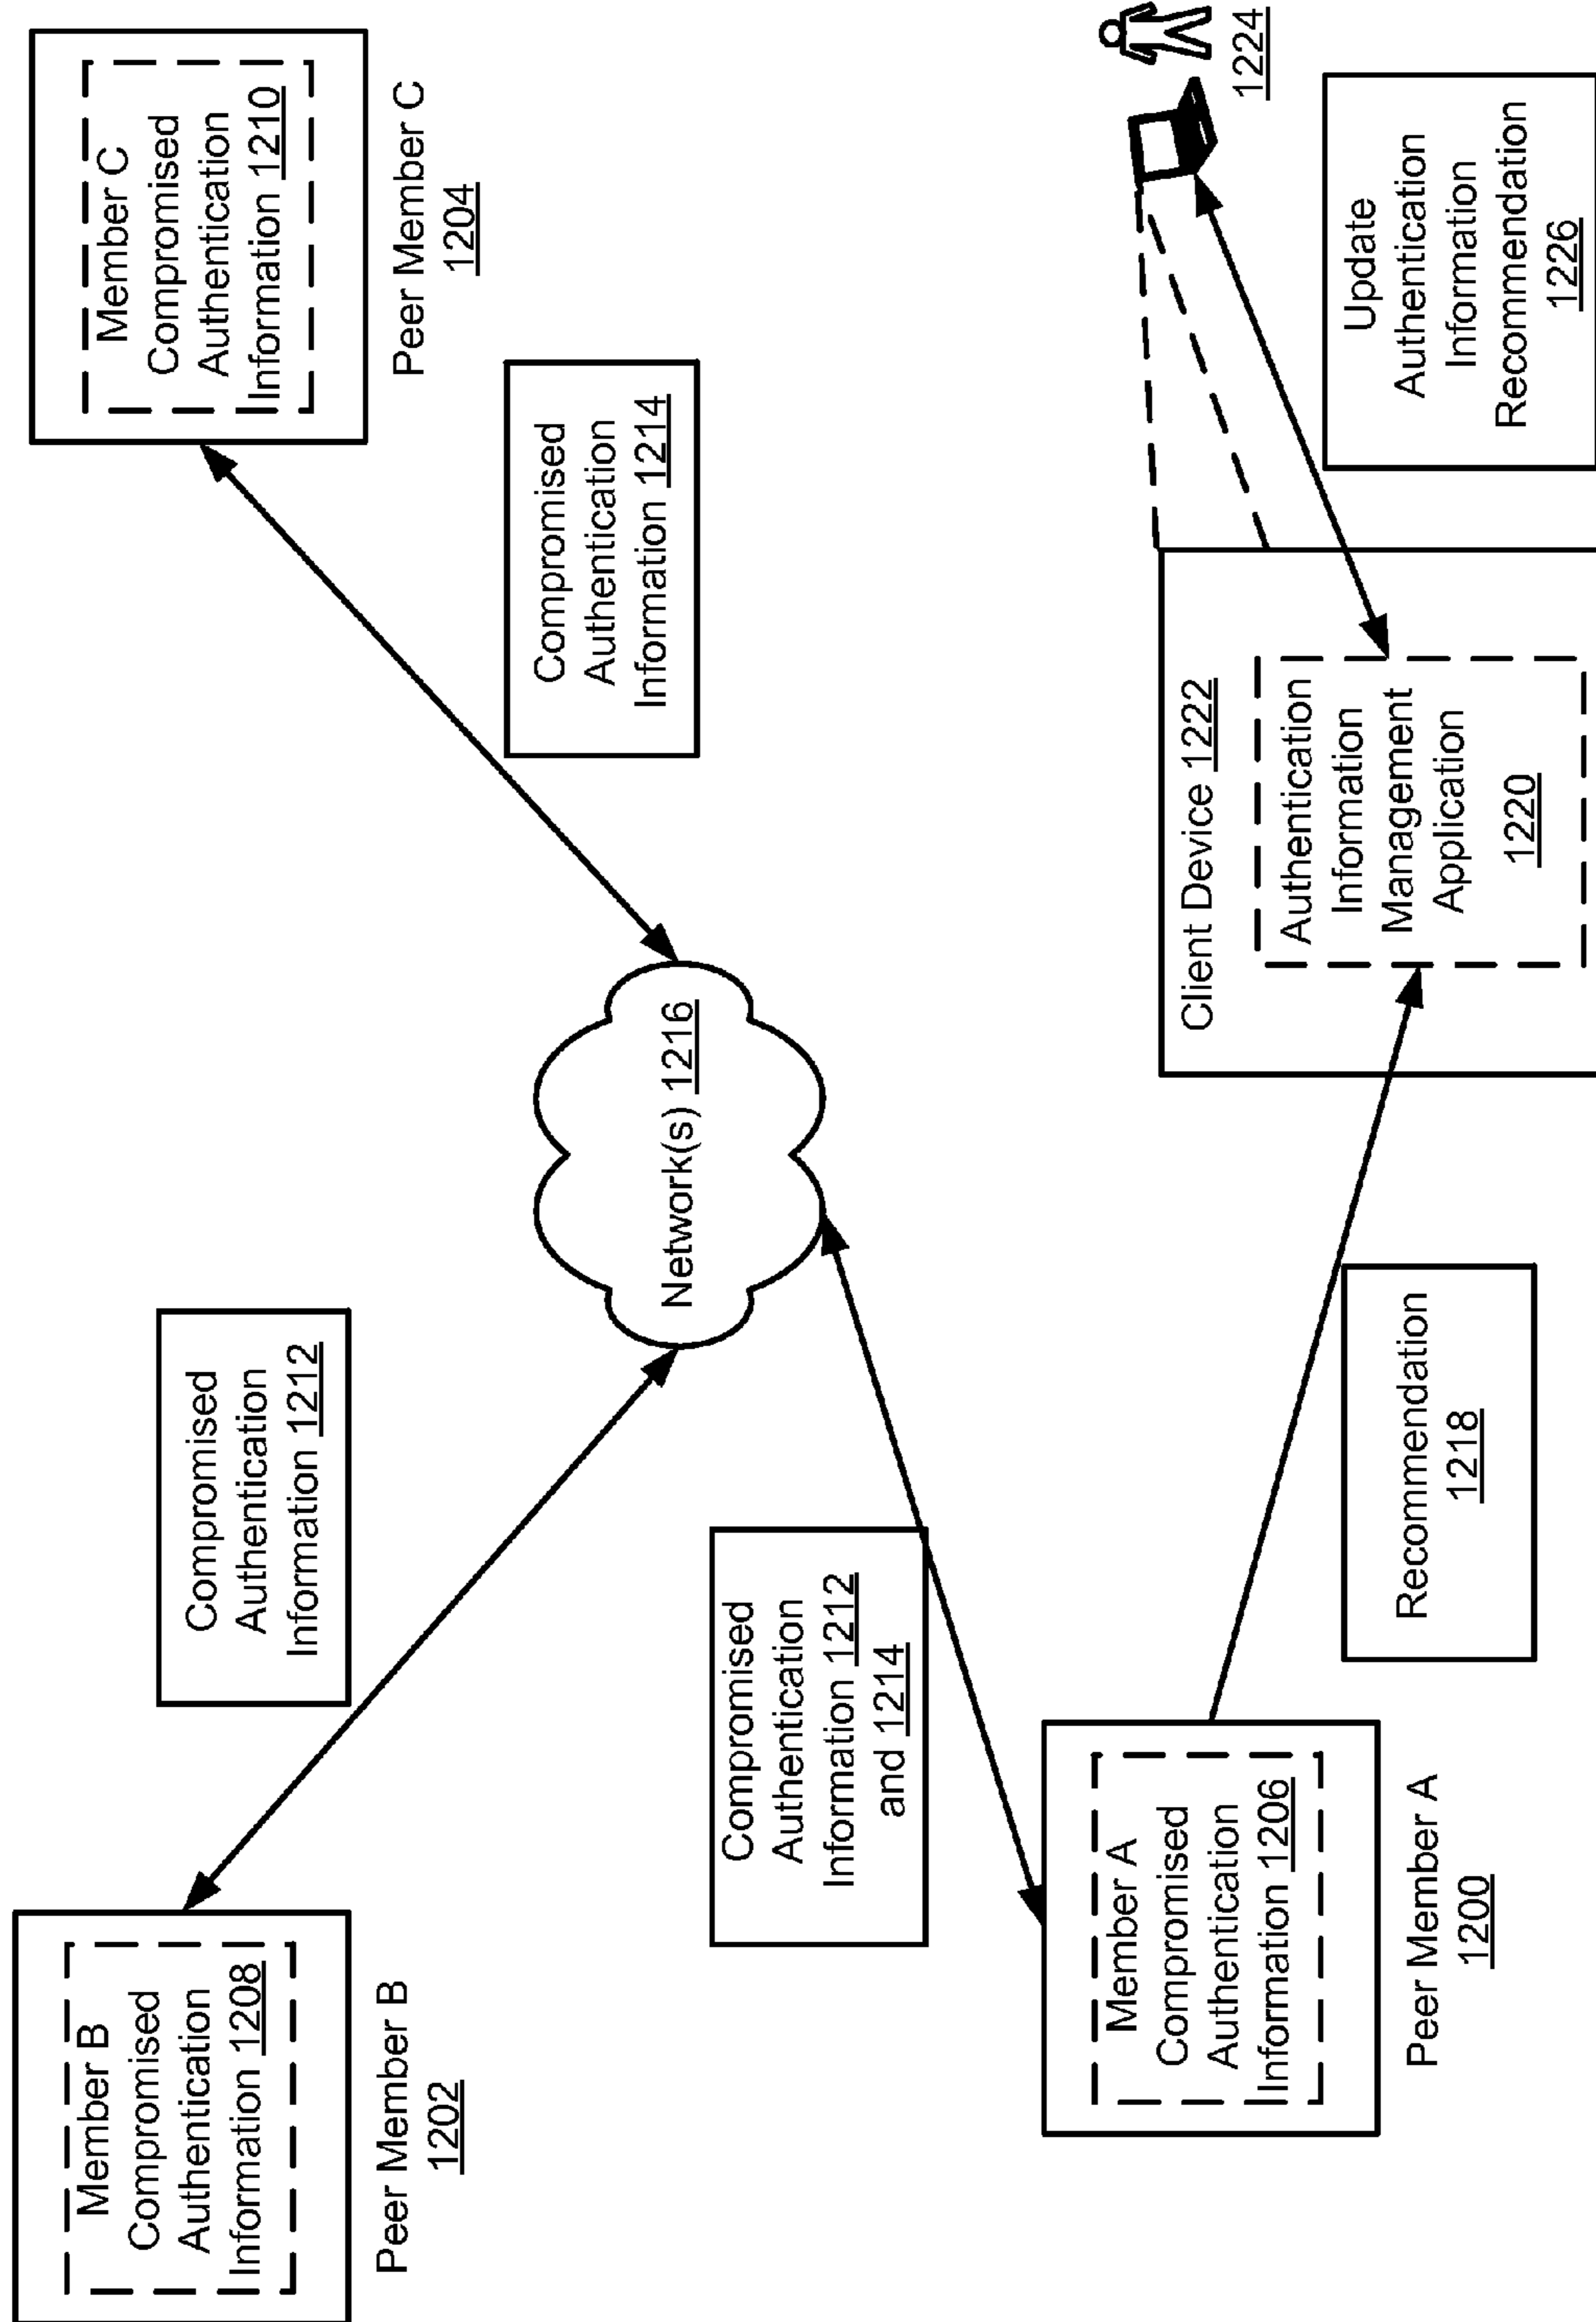 Member B
Compromised
Authentication
Information 1208
Peer Member B
1202
Compromised
Authentication
Information 1212
Member C
Compromised
Authentication
Information 1210
Peer Member C
1204
Compromised
Authentication
Information 1214
Network(s) 1216
Compromised
Authentication
Information 1212
and 1214
Member A
Compromised
Authentication
Information 1206
Peer Member A
1200
Recommendation
1218
Client Device 1222
Authentication
Information
Management
Application
1220
1224
Update
Authentication
Information
Recommendation
1226